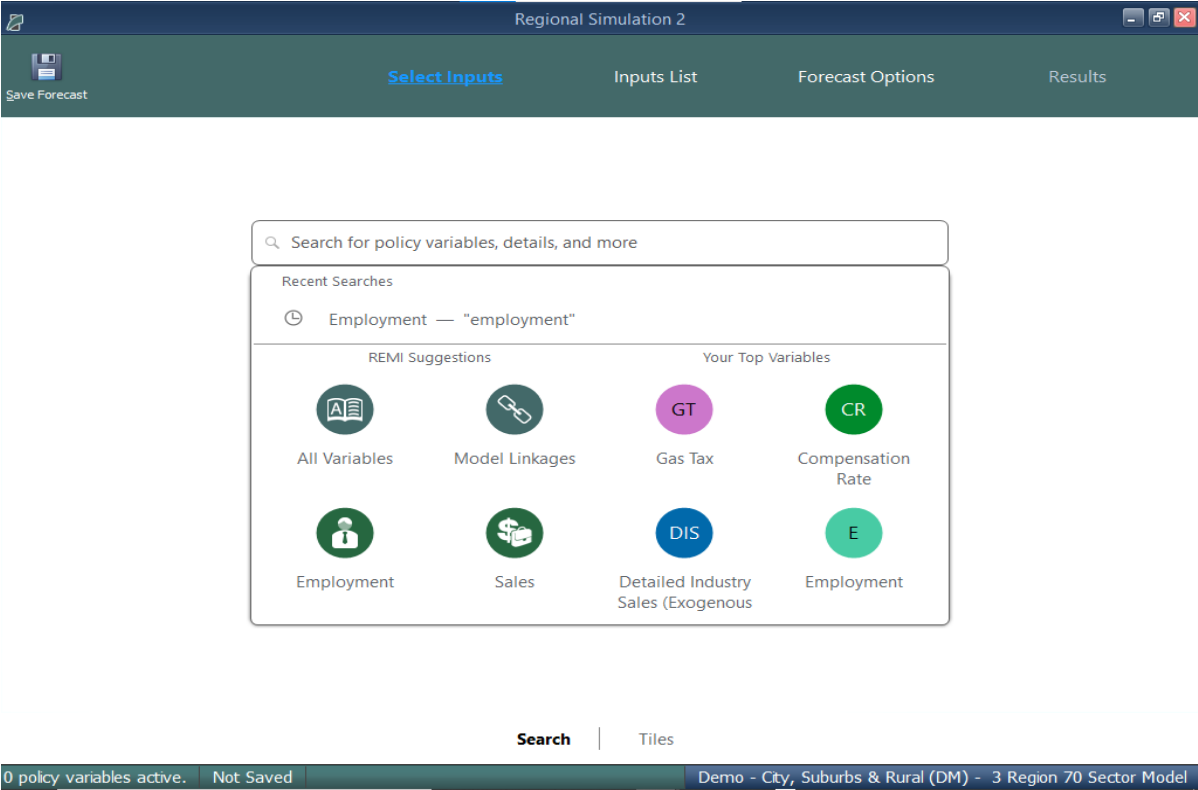 Regional Simulation 2
Save Forecast
Select Inputs
Inputs List
Forecast Options
Results
Search for policy variables, details, and more
Recent Searches
Employment — "employment"
REMI Suggestions
Your Top Variables
A
GT
CR
All Variables
Model Linkages
Gas Tax
Compensation
Rate
$
DIS
E
Employment
Sales
Detailed Industry
Sales (Exogenous
Employment
Search
Tiles
0 policy variables active.
Not Saved
Demo - City, Suburbs & Rural (DM) - 3 Region 70 Sector Model